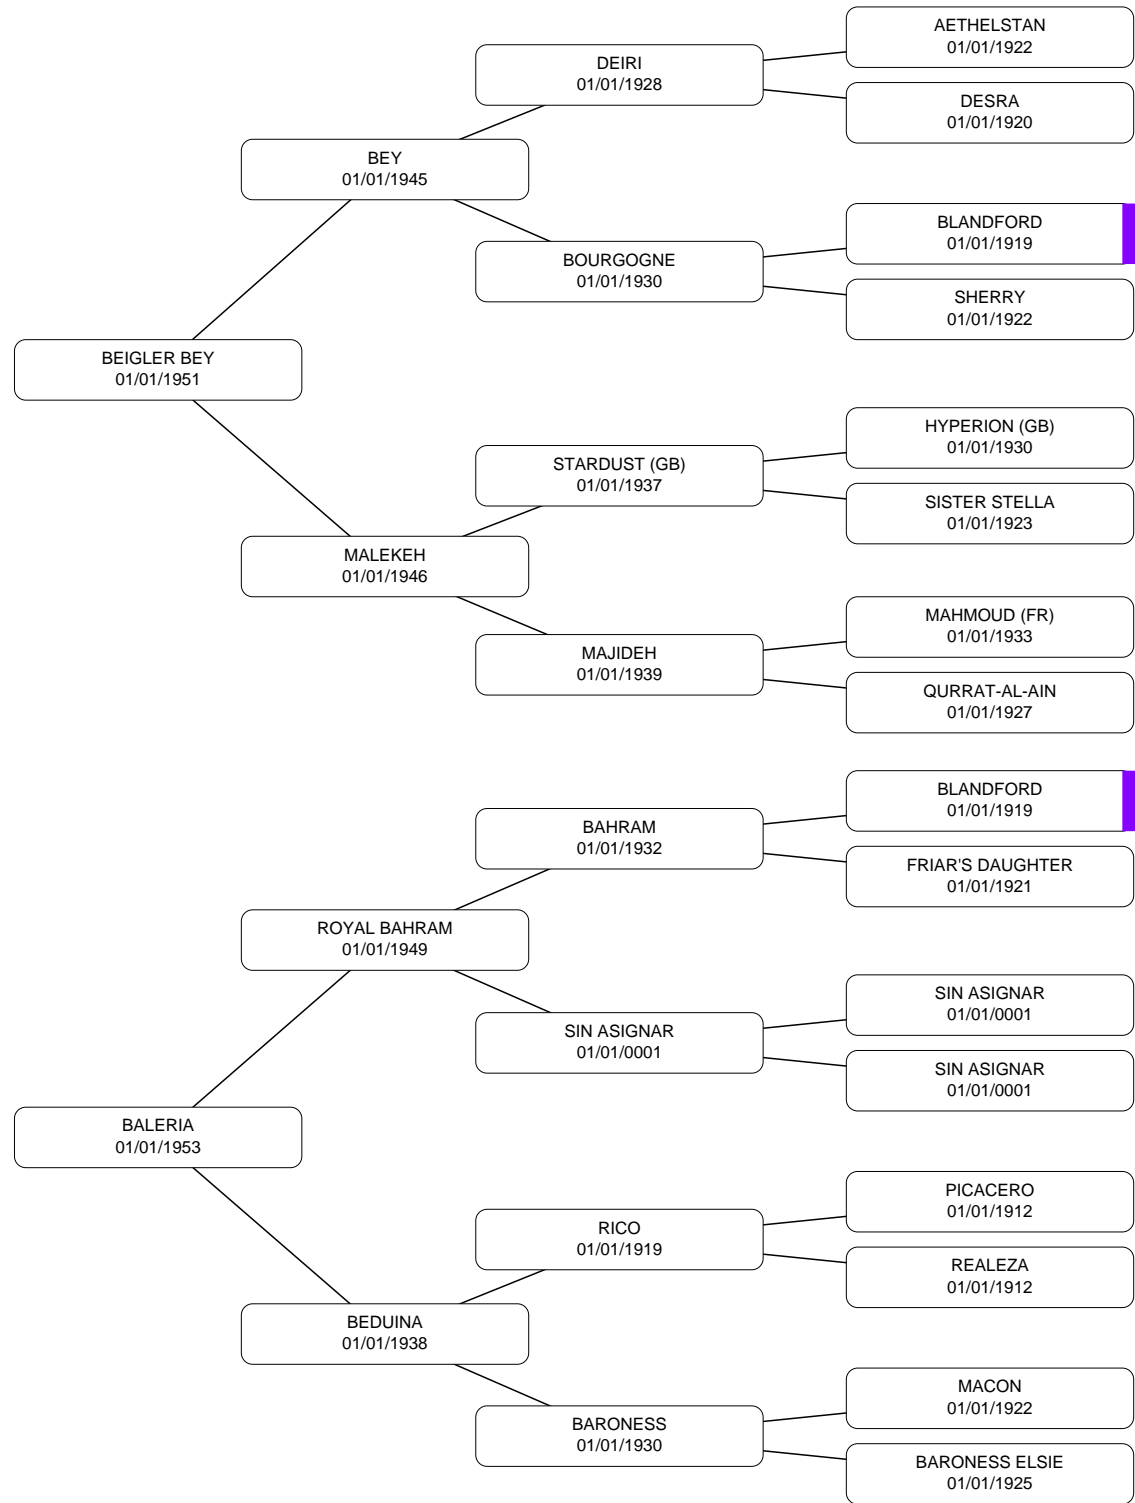 AETHELSTAN
01/01/1922
DEIRI
01/01/1928
DESRA
01/01/1920
BEY
01/01/1945
BLANDFORD
01/01/1919
BOURGOGNE
01/01/1930
SHERRY
01/01/1922
BEIGLER BEY
01/01/1951
HYPERION (GB)
01/01/1930
STARDUST (GB)
01/01/1937
SISTER STELLA
01/01/1923
MALEKEH
01/01/1946
MAHMOUD (FR)
01/01/1933
MAJIDEH
01/01/1939
QURRAT-AL-AIN
01/01/1927
BLANDFORD
01/01/1919
BAHRAM
01/01/1932
FRIAR'S DAUGHTER
01/01/1921
ROYAL BAHRAM
01/01/1949
SIN ASIGNAR
01/01/0001
SIN ASIGNAR
01/01/0001
SIN ASIGNAR
01/01/0001
BALERIA
01/01/1953
PICACERO
01/01/1912
RICO
01/01/1919
REALEZA
01/01/1912
BEDUINA
01/01/1938
MACON
01/01/1922
BARONESS
01/01/1930
BARONESS ELSIE
01/01/1925